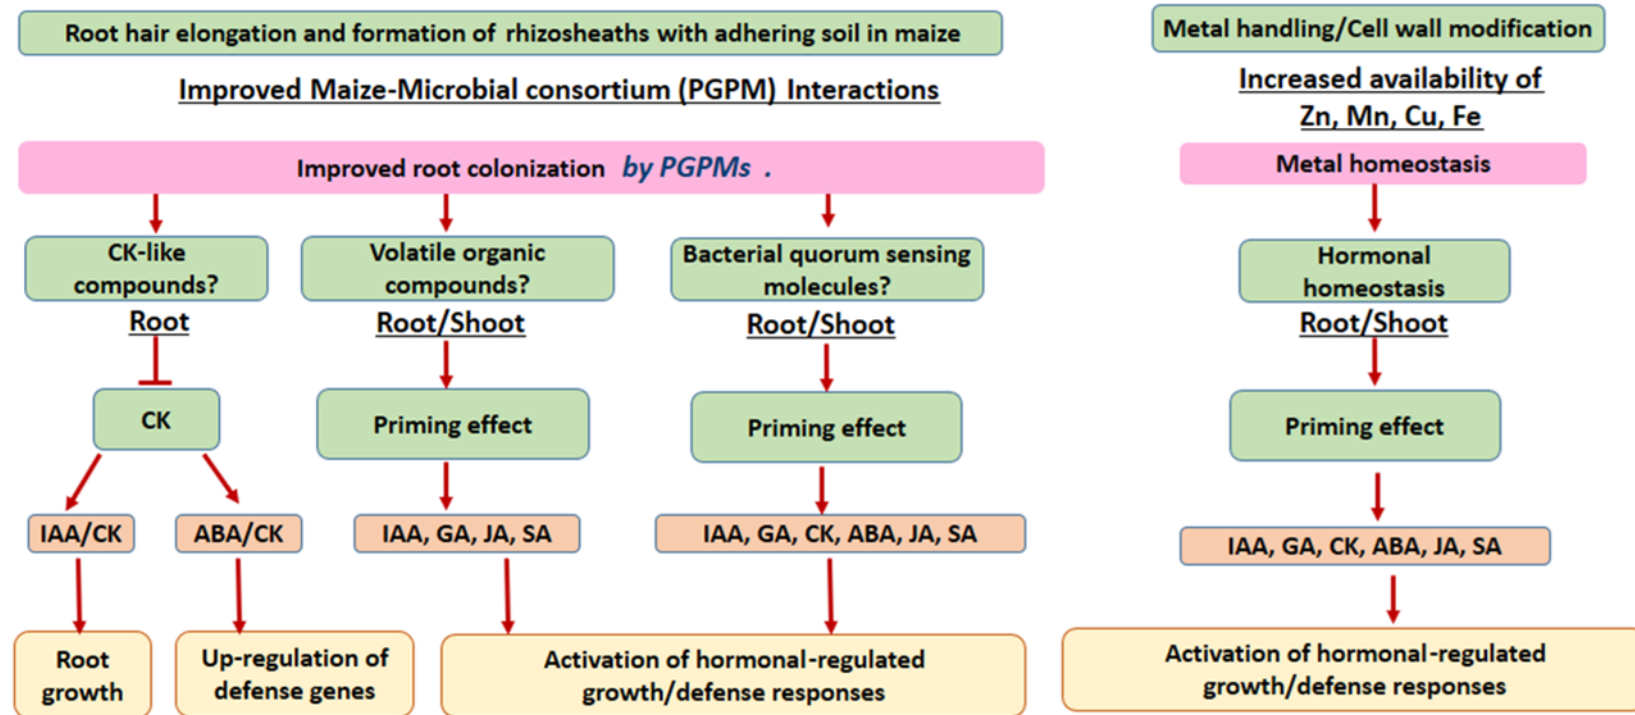 Root hair elongation and formation of rhizosheaths with adhering soil in maize
Improved Maize-Microbial consortium (PGPM) Interactions
Improved root colonization by PGPMs .
CK-like
compounds?
Root
CK
IAA/CK
ABA/CK
Root
growth
Up-regulation of
defense genes
Volatile organic
compounds?
Root/Shoot
Priming effect
IAA, GA, JA, SA
Bacterial quorum sensing
molecules?
Root/Shoot
Priming effect
IAA, GA, CK, ABA, JA, SA
Activation of hormonal-regulated
growth/defense responses
Metal handling/Cell wall modification
Increased availability of
Zn, Mn, Cu, Fe
Metal homeostasis
Hormonal
homeostasis
Root/Shoot
Priming effect
IAA, GA, CK, ABA, JA, SA
Activation of hormonal-regulated
growth/defense responses